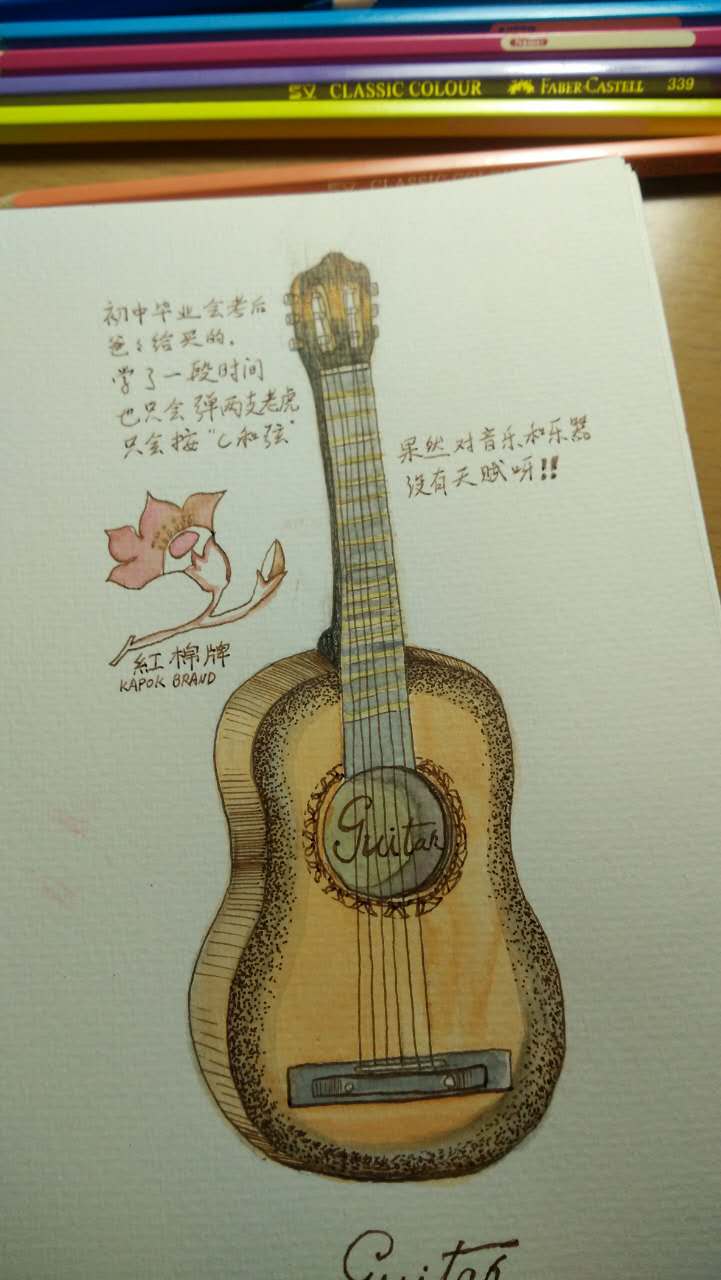 SV CLASSIC COLOUR FABER-CASTELL 339
初中毕业会考后
爸々给买的.
学了一段时间
也只会弹两支老虎
只会按“C和弦”
果然对音乐和乐器
没有天赋呀!!
紅棉牌
KAPOK BRAND
Guitar
Guitar